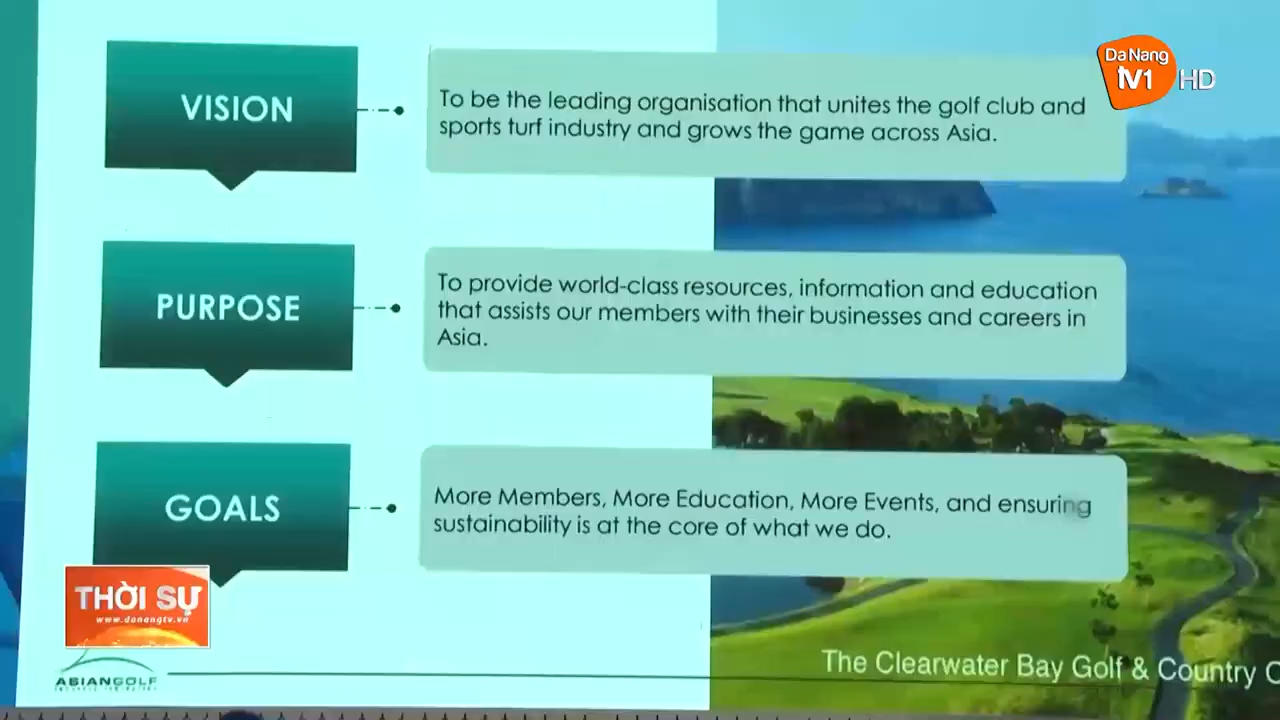 DaNang
TV1 HD
VISION
To be the leading organisation that unites the golf club and
sports turf industry and grows the game across Asia.
PURPOSE
To provide world-class resources, information and education
that assists our members with their businesses and careers in
Asia.
GOALS
More Members, More Education, More Events, and ensuring
sustainability is at the core of what we do.
THỜI SỰ
www.danangtv.vn
ASIANGOLF
The Clearwater Bay Golf & Country C